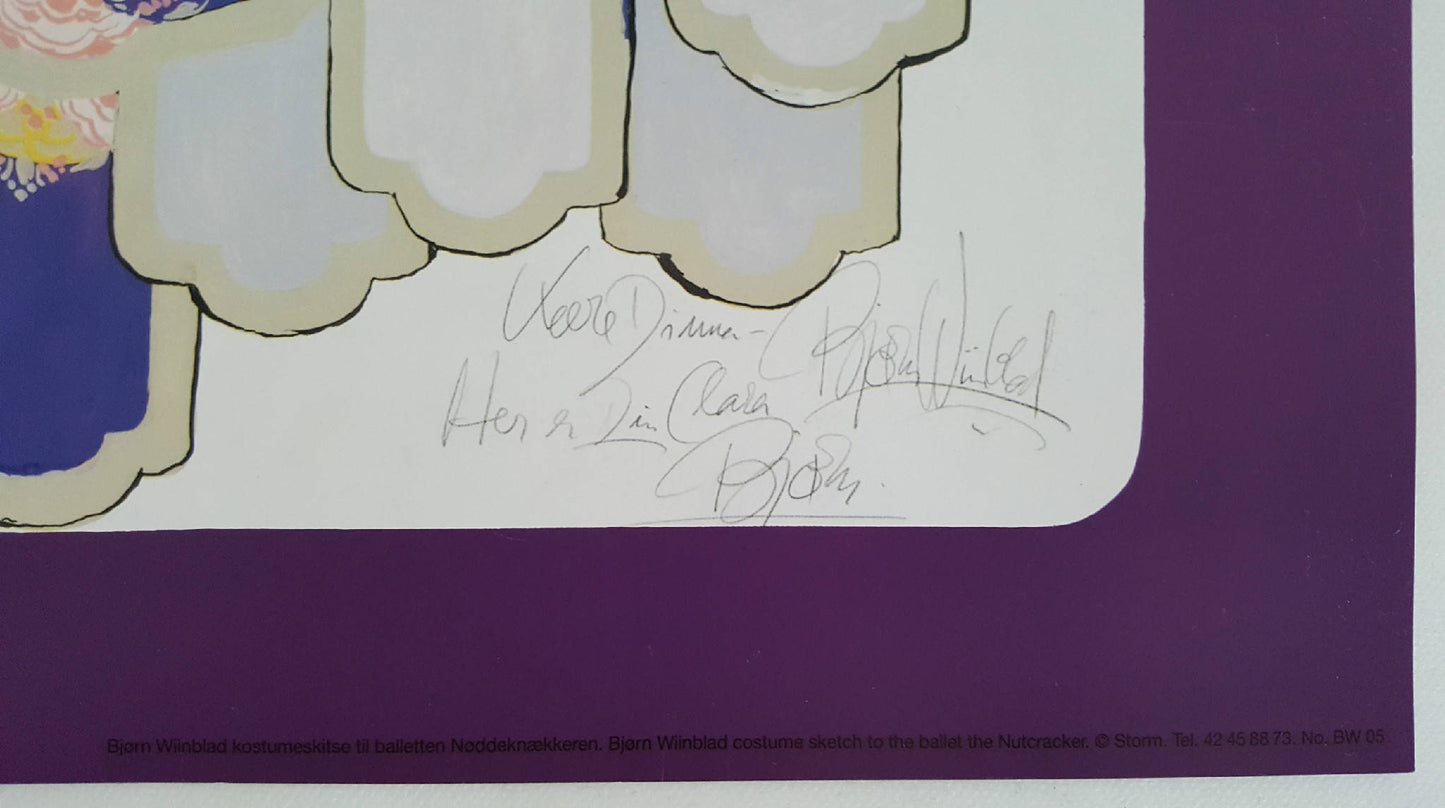 Kære Dinna - Bjørn Wiinblad
Her er Din Clara
Bjørn.
Bjørn Wiinblad kostumeskitse til balletten Nøddeknækkeren. Bjørn Wiinblad costume sketch to the ballet the Nutcracker. © Storm. Tel. 42 45 88 73. No. BW 05